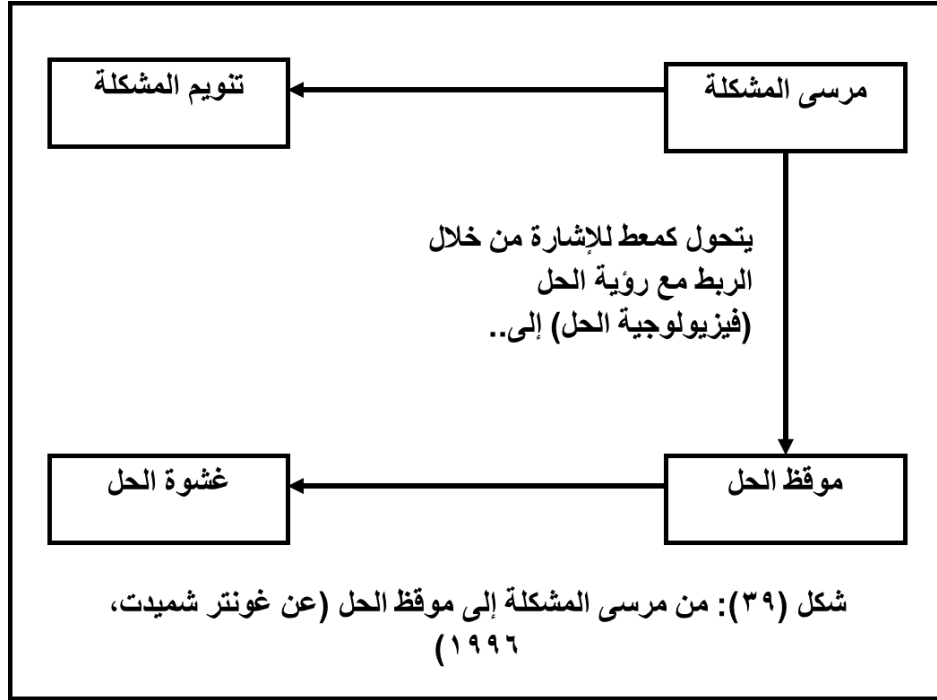 مرسى المشكلة
تنويم المشكلة
يتحول كمعط للإشارة من خلال
الربط مع رؤية الحل
(فيزيولوجية الحل) إلى..
موقظ الحل
غشوة الحل
شكل (٣٩): من مرسى المشكلة إلى موقظ الحل (عن غونتر شميدت،
١٩٩٦)